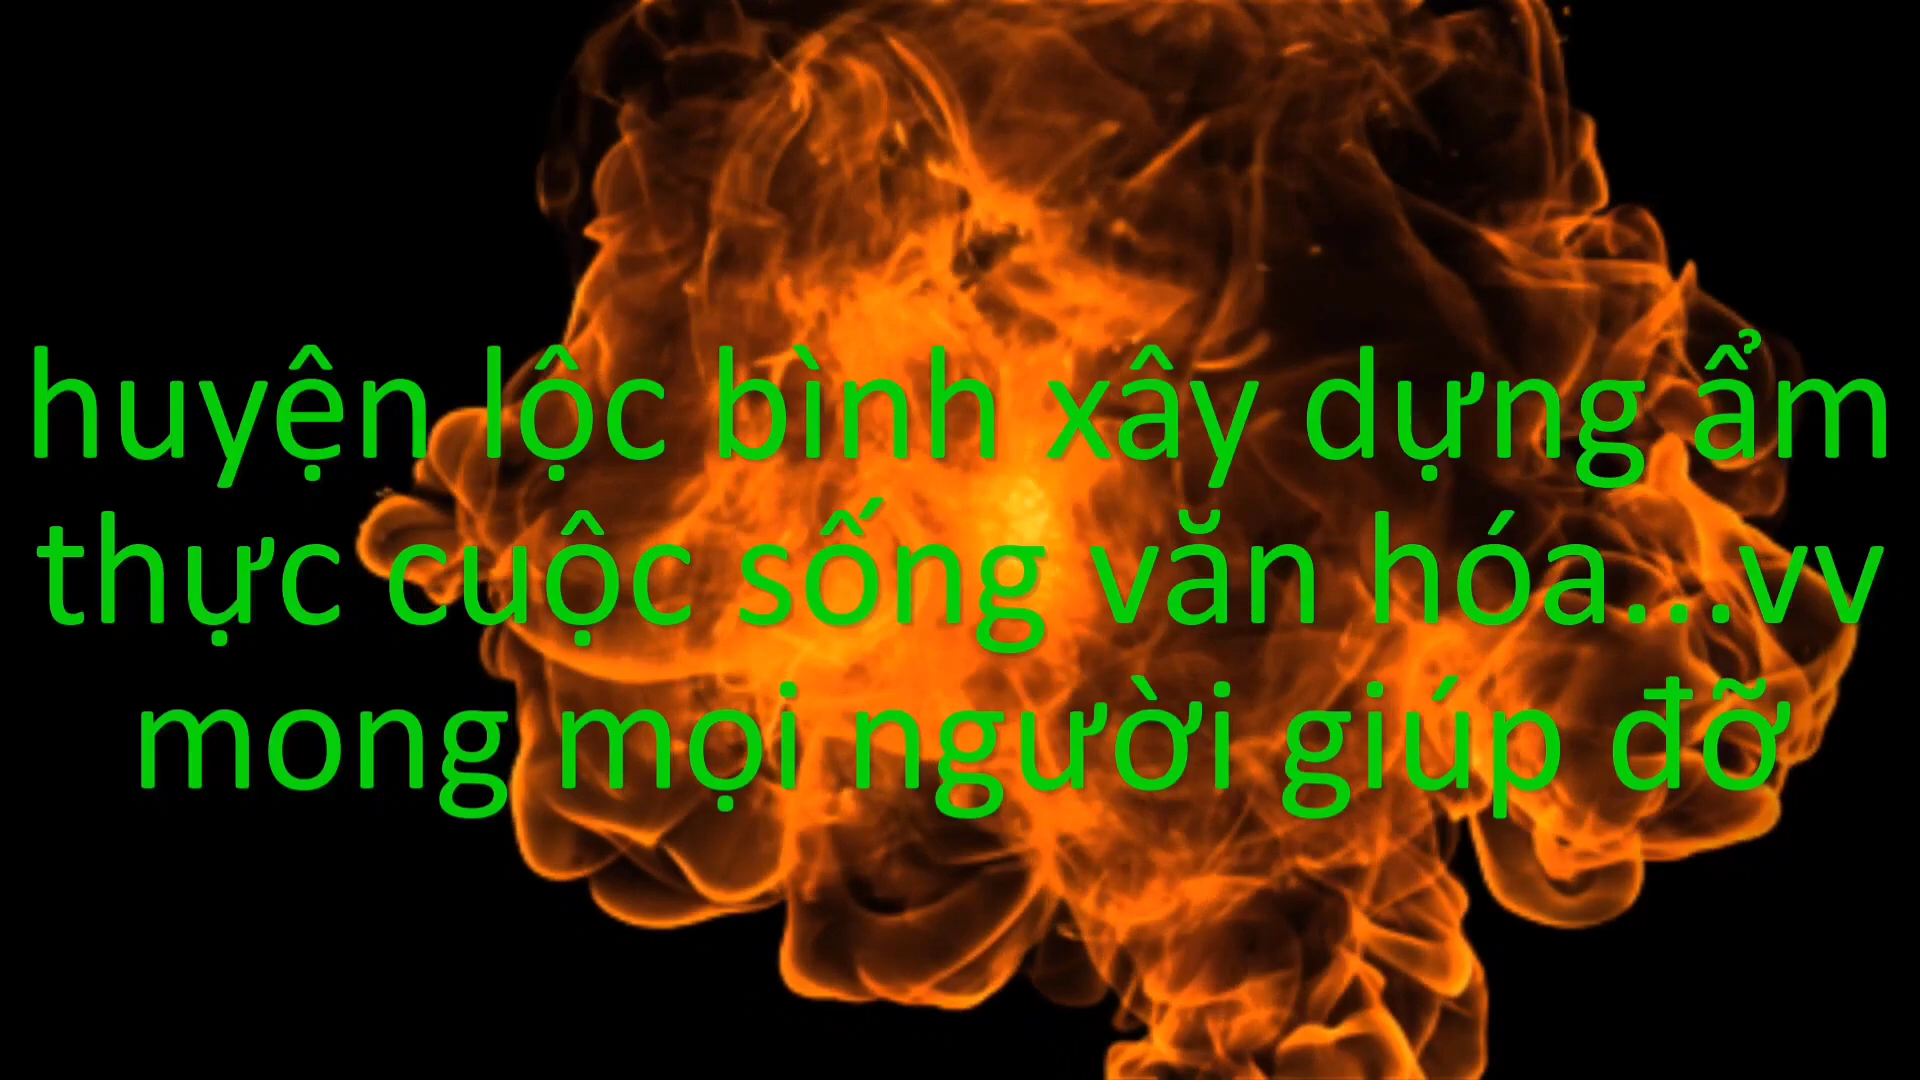 huyện lộc bình xây dựng ẩm
thực cuộc sống văn hóa...vv
mong mọi người giúp đỡ